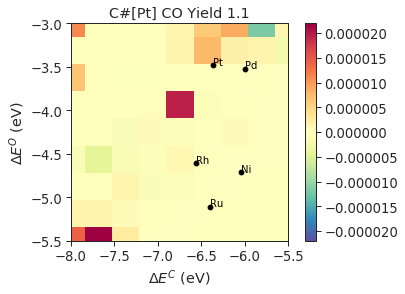 C#[Pt] CO Yield 1.1
ΔE^O (eV)
−3.0
−3.5
−4.0
−4.5
−5.0
−5.5
Pt
Pd
Rh
Ni
Ru
−8.0 −7.5 −7.0 −6.5 −6.0 −5.5
ΔE^C (eV)
0.000020
0.000015
0.000010
0.000005
0.000000
−0.000005
−0.000010
−0.000015
−0.000020